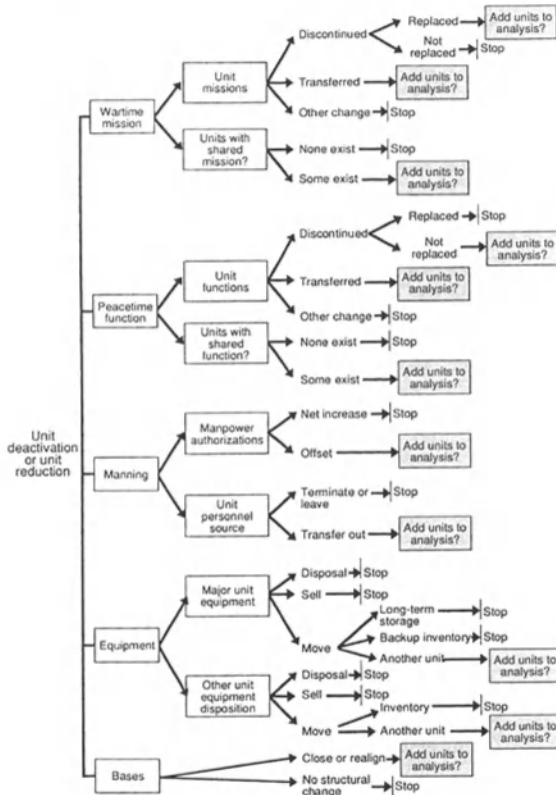 Unit
deactivation
or unit
reduction
Wartime
mission
Unit
missions
Discontinued
Replaced
Add units to
analysis?
Not
replaced
Stop
Transferred
Add units to
analysis?
Other change
Stop
Units with
shared mission?
None exist
Stop
Some exist
Add units to
analysis?
Peacetime
function
Unit
functions
Discontinued
Replaced
Stop
Not
replaced
Add units to
analysis?
Transferred
Add units to
analysis?
Other change
Stop
Units with
shared
function?
None exist
Stop
Some exist
Add units to
analysis?
Manning
Manpower
authorizations
Net increase
Stop
Offset
Add units to
analysis?
Unit
personnel
source
Terminate or
leave
Stop
Transfer out
Add units to
analysis?
Equipment
Major unit
equipment
Disposal
Stop
Sell
Stop
Move
Long-term
storage
Stop
Backup inventory
Stop
Another unit
Add units to
analysis?
Other unit
equipment
disposition
Disposal
Stop
Sell
Stop
Move
Inventory
Stop
Another unit
Add units to
analysis?
Bases
Close or realign
Add units to
analysis?
No structural
change
Stop